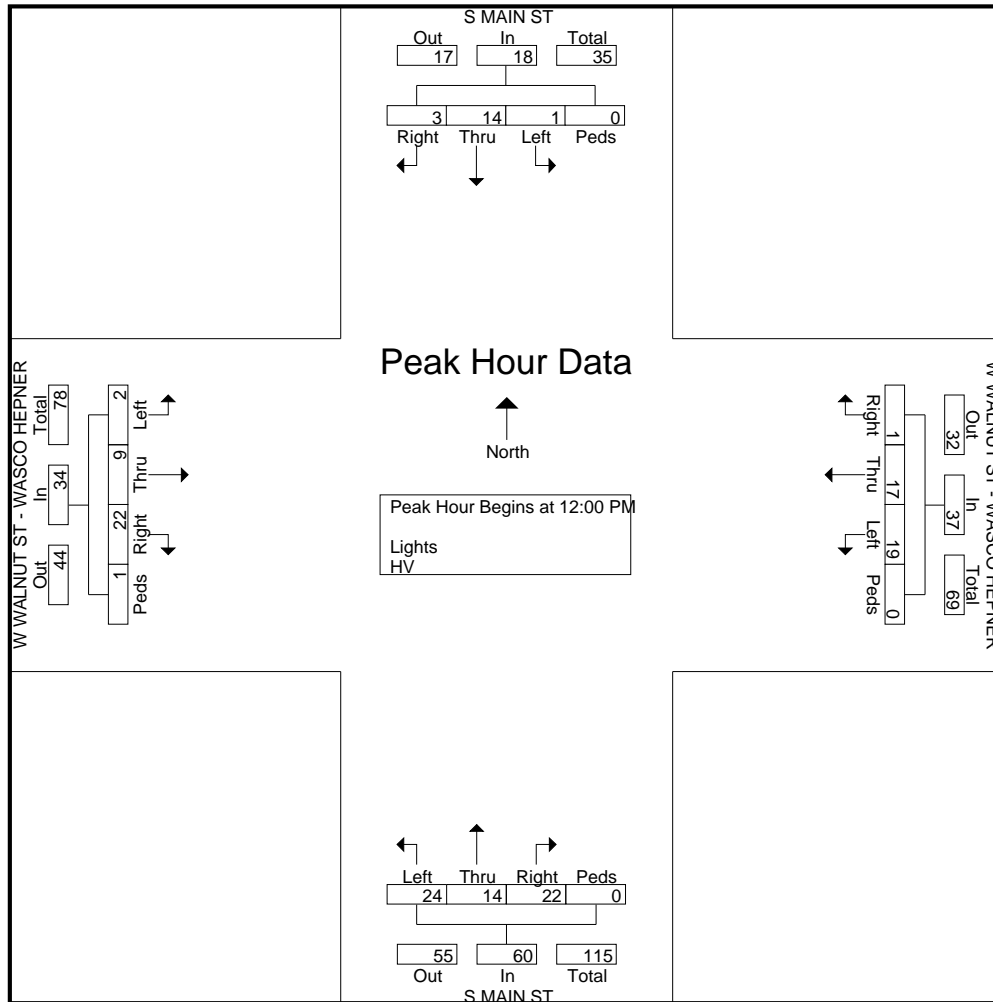 S MAIN ST
Out In Total
17 18 35
3 14 1 0
Right Thru Left Peds
Peak Hour Data
North
Peak Hour Begins at 12:00 PM
Lights
HV
W WALNUT ST - WASCO HEPNER
Total In Out
78 34 44
2 9 22 1
Left Thru Right Peds
Right Thru Left Peds
1 17 19 0
Out In Total
32 37 69
W WALNUT ST - WASCO HEPNER
Left Thru Right Peds
24 14 22 0
55 60 115
Out In Total
S MAIN ST